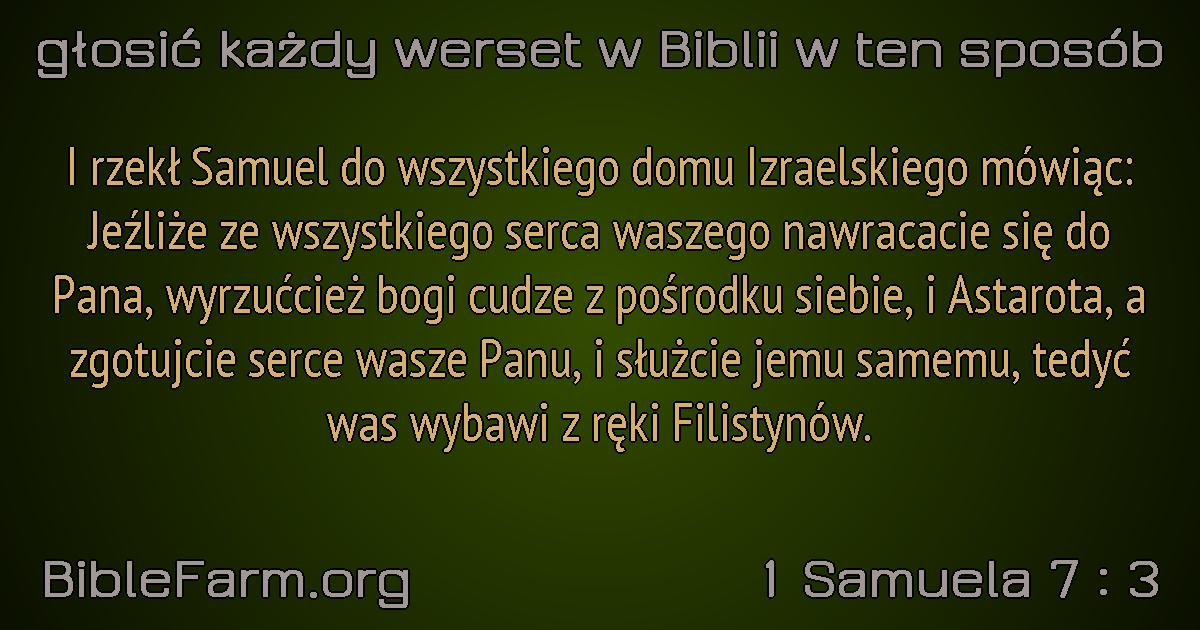 głosić każdy werset w Biblii w ten sposób
I rzekł Samuel do wszystkiego domu Izraelskiego mówiąc:
Jeźliże ze wszystkiego serca waszego nawracacie się do
Pana, wyrzućcież bogi cudze z pośrodku siebie, i Astarota, a
zgotujcie serce wasze Panu, i służcie jemu samemu, tedyć
was wybawi z ręki Filistynów.
BibleFarm.org
1 Samuela 7 : 3